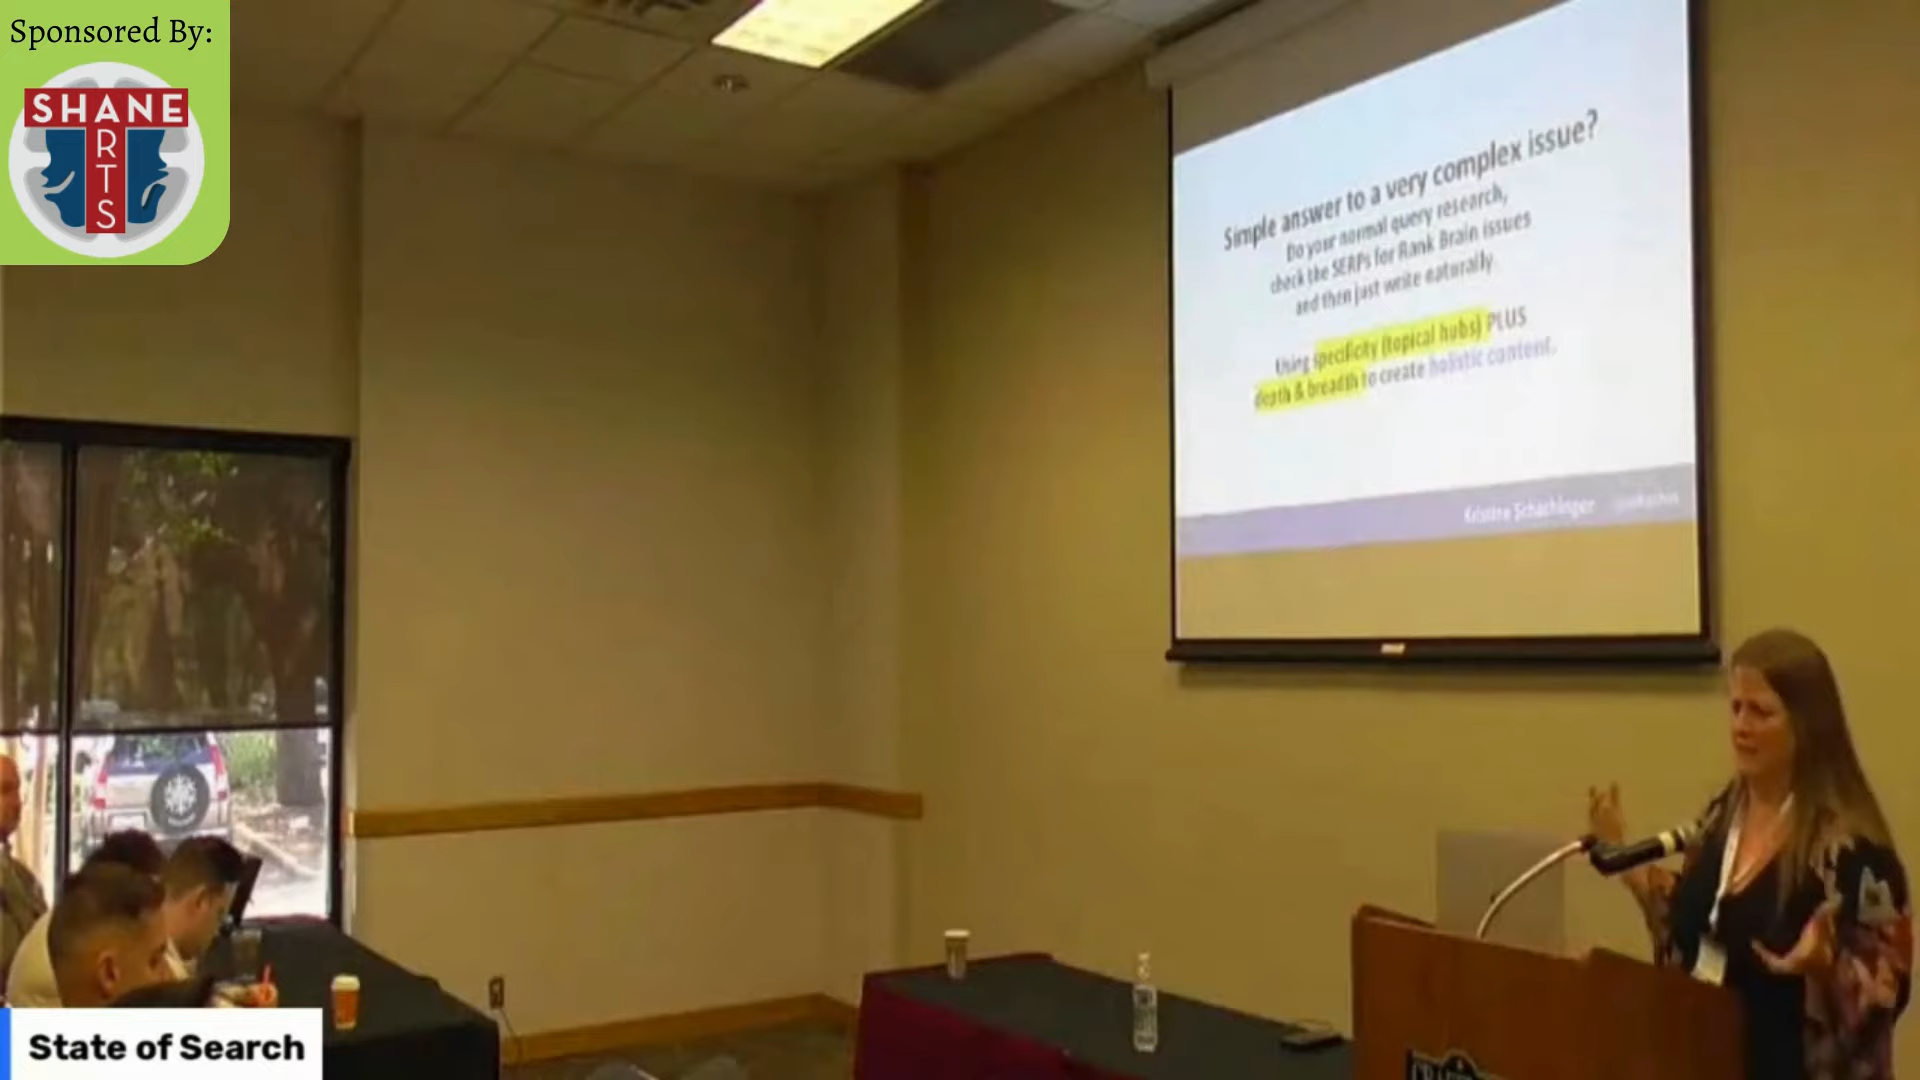 Sponsored By:
SHANE
RTS
Simple answer to a very complex issue?
Do your normal query research,
check the SERPs for Rank Brain issues
and then just write naturally.
Using specificity (topical hubs) PLUS
depth & breadth to create holistic content.
Kristine Schachinger
State of Search